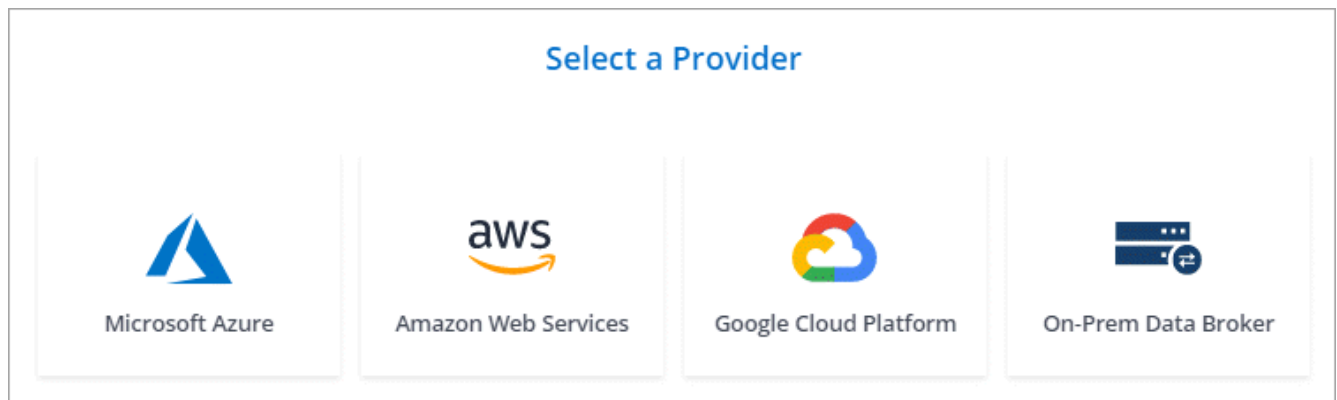 Select a Provider
aws
Microsoft Azure
Amazon Web Services
Google Cloud Platform
On-Prem Data Broker